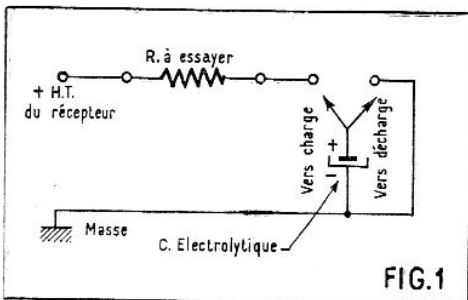 R. à essayer
+ H.T.
du récepteur
Vers charge
Vers décharge
+
-
Masse
C. Electrolytique
FIG.1